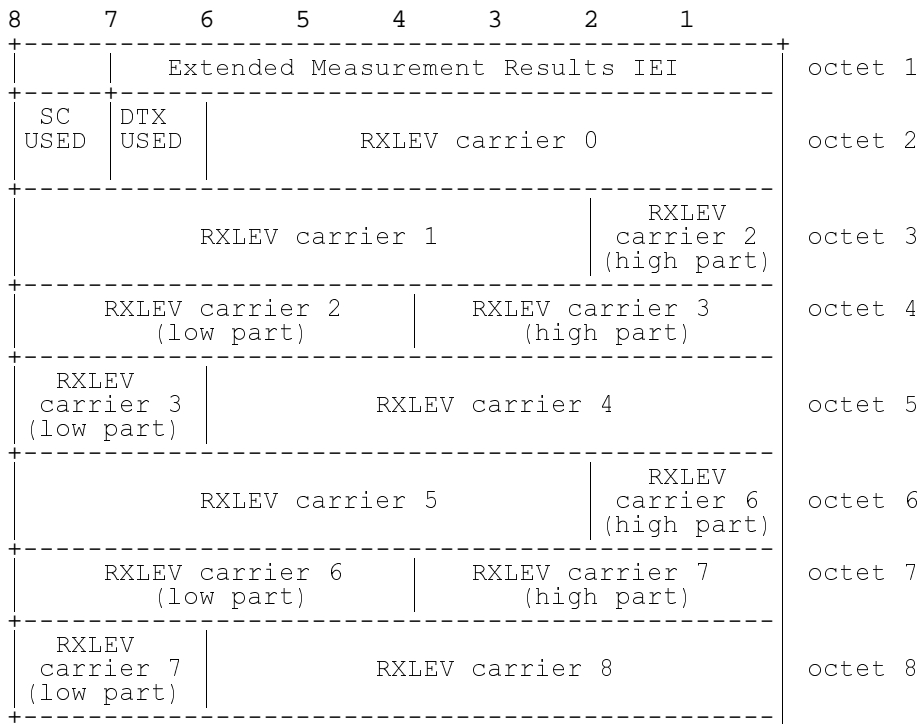 8 7 6 5 4 3 2 1
Extended Measurement Results IEI octet 1
SC DTX
USED USED RXLEV carrier 0 octet 2
RXLEV
RXLEV carrier 1 carrier 2 octet 3
(high part)
RXLEV carrier 2 RXLEV carrier 3 octet 4
(low part) (high part)
RXLEV
carrier 3 RXLEV carrier 4 octet 5
(low part)
RXLEV
RXLEV carrier 5 carrier 6 octet 6
(high part)
RXLEV carrier 6 RXLEV carrier 7 octet 7
(low part) (high part)
RXLEV
carrier 7 RXLEV carrier 8 octet 8
(low part)